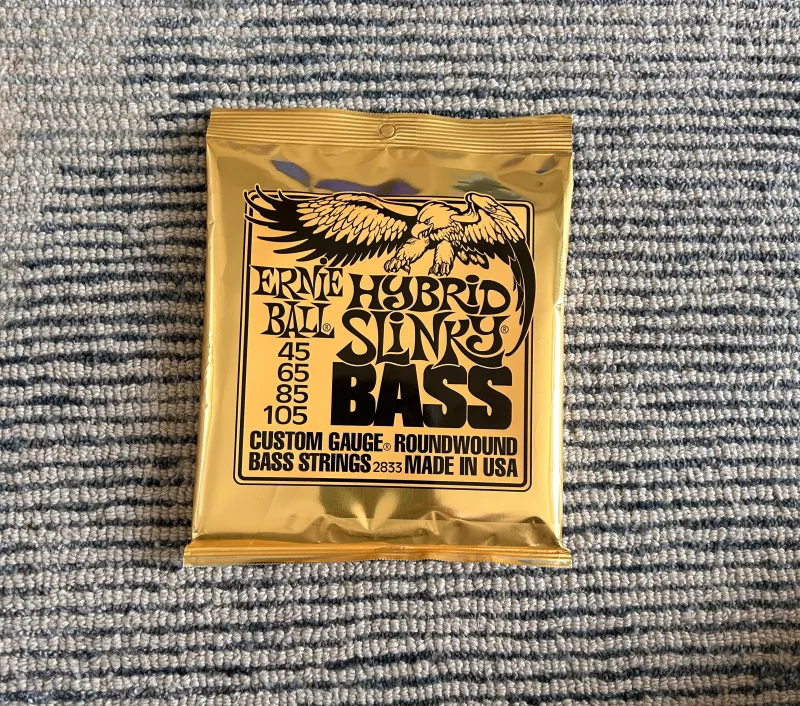 ERNiE
BALL®
HYBRiD
SLiNKY®
BASS
45
65
85
105
CUSTOM GAUGE® ROUNDWOUND
BASS STRINGS 2833 MADE IN USA